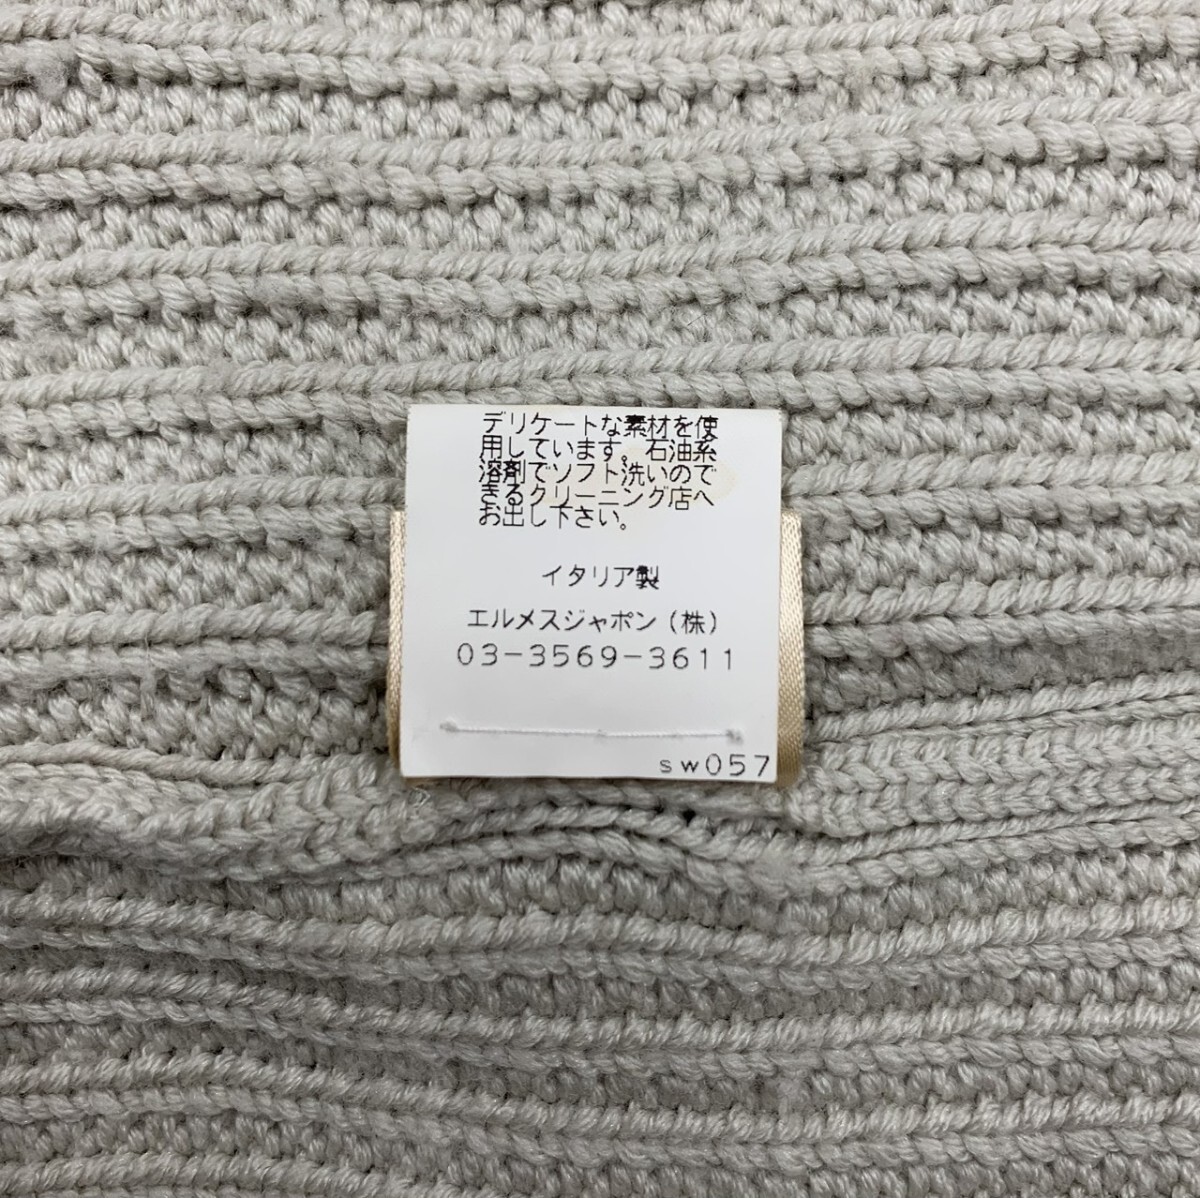 デリケートな素材を使
用しています。石油系
溶剤でソフト洗いので
きるクリーニング店へ
お出し下さい。
イタリア製
エルメスジャポン(株)
03-3569-3611
sw057